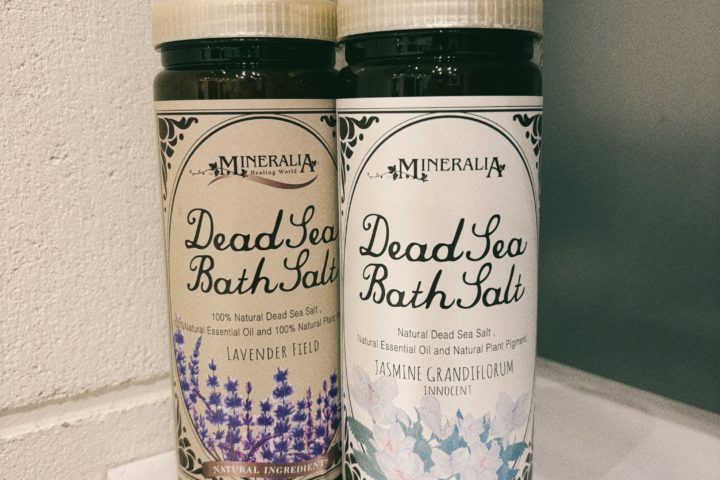 MINERALIA
Healing World
Dead Sea
Bath Salt
100% Natural Dead Sea Salt ,
Natural Essential Oil and 100% Natural Plant
LAVENDER FIELD
NATURAL INGREDIENT
MINERALIA
Dead Sea
Bath Salt
Natural Dead Sea Salt ,
Natural Essential Oil and Natural Plant Pigment
JASMINE GRANDIFLORUM
INNOCENT